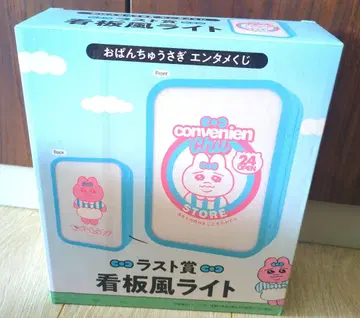 おぱんちゅうさぎ エンタメくじ
Front
convenien
Chu
24
OPEN
STORE
Back
ラスト賞
看板風ライト
看板風ライト